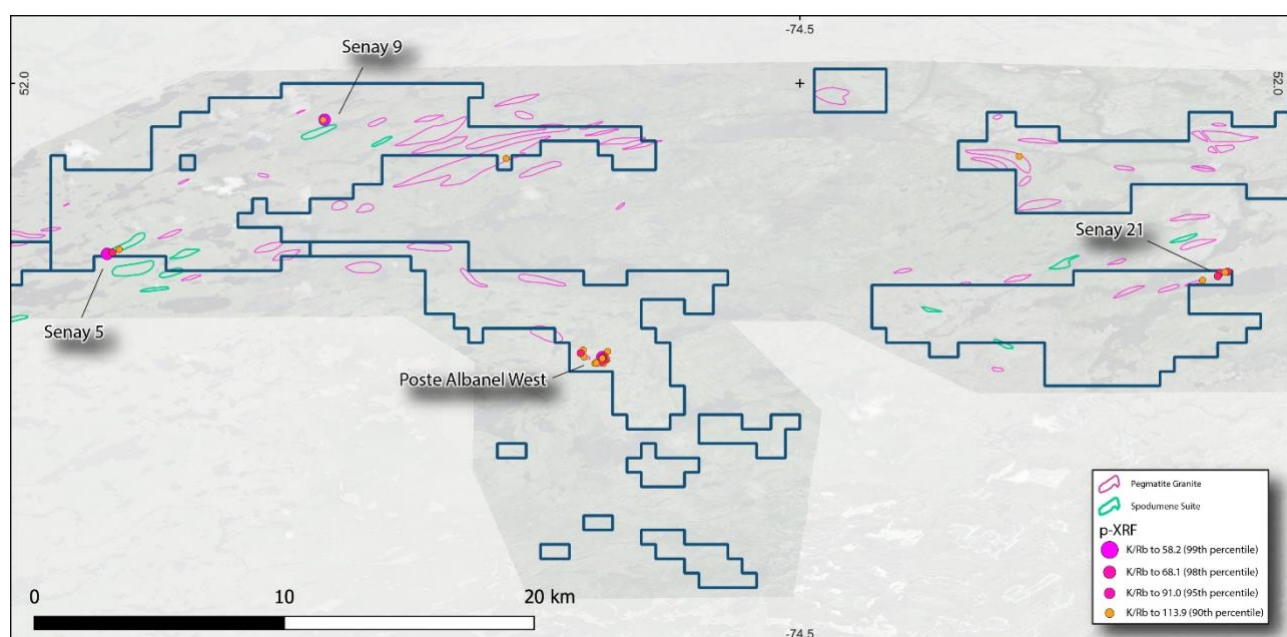 -74.5
Senay 9
52.0
52.0
Senay 21
Senay 5
Poste Albanel West
Pegmatite Granite
Spodumene Suite
p-XRF
K/Rb to 58.2 (99th percentile)
K/Rb to 68.1 (98th percentile)
K/Rb to 91.0 (95th percentile)
K/Rb to 113.9 (90th percentile)
0 10 20 km
-74.5